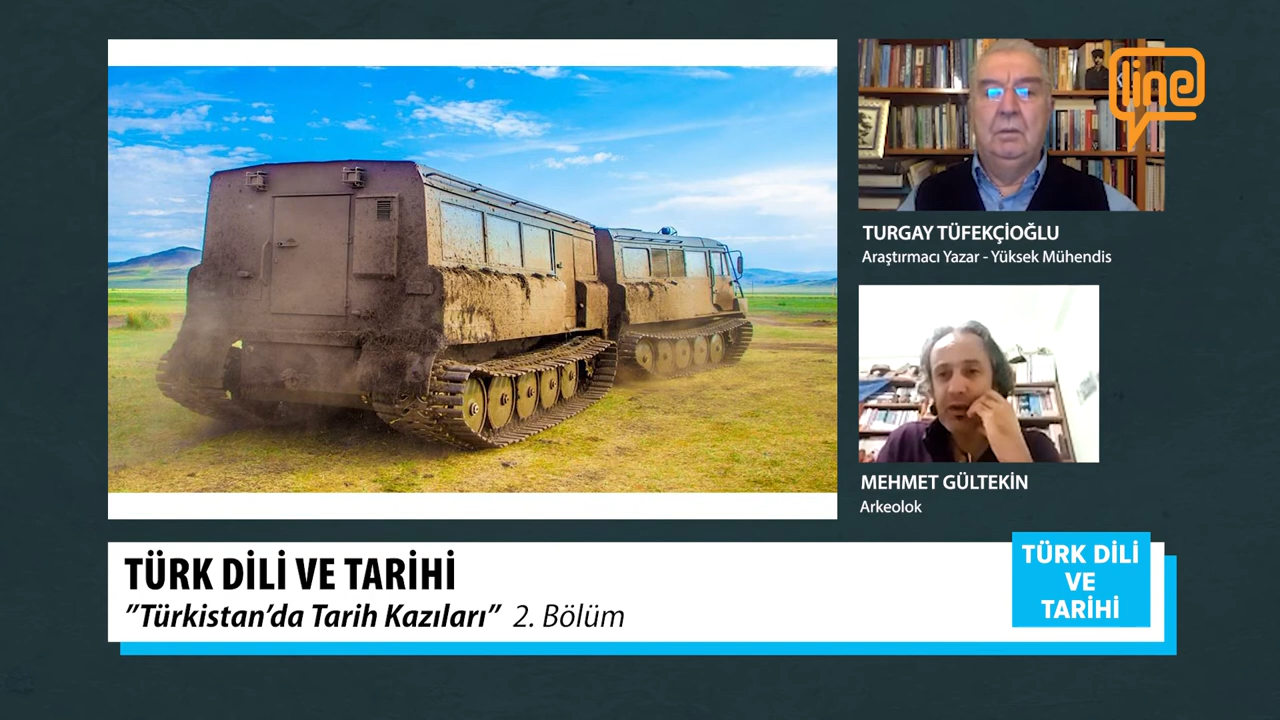 line
TURGAY TÜFEKÇİOĞLU
Araştırmacı Yazar - Yüksek Mühendis
MEHMET GÜLTEKİN
Arkeolok
TÜRK DİLİ VE TARİHİ
”Türkistan’da Tarih Kazıları” 2. Bölüm
TÜRK DİLİ
VE
TARİHİ